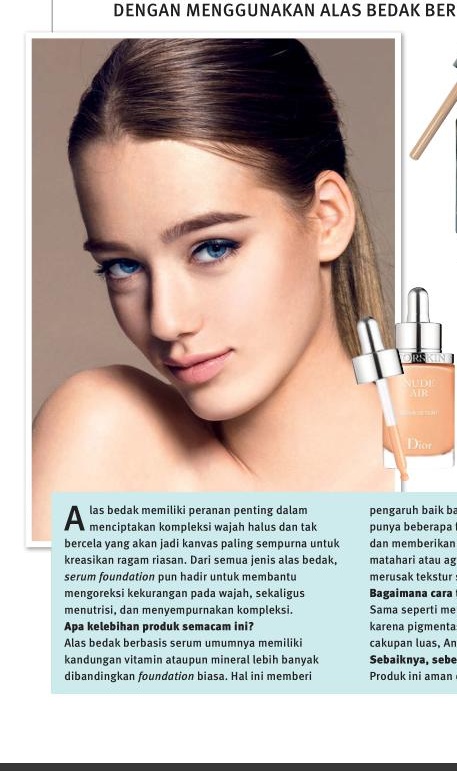 DENGAN MENGGUNAKAN ALAS BEDAK BER
NUDE
AIR
Dior
Alas bedak memiliki peranan penting dalam
menciptakan kompleksi wajah halus dan tak
bercela yang akan jadi kanvas paling sempurna untuk
kreasikan ragam riasan. Dari semua jenis alas bedak,
serum foundation pun hadir untuk membantu
mengoreksi kekurangan pada wajah, sekaligus
menutrisi, dan menyempurnakan kompleksi.
Apa kelebihan produk semacam ini?
Alas bedak berbasis serum umumnya memiliki
kandungan vitamin ataupun mineral lebih banyak
dibandingkan foundation biasa. Hal ini memberi
pengaruh baik ba
punya beberapa
dan memberikan
matahari atau ag
merusak tekstur
Bagaimana cara
Sama seperti me
karena pigmenta
cakupan luas, An
Sebaiknya, sebe
Produk ini aman